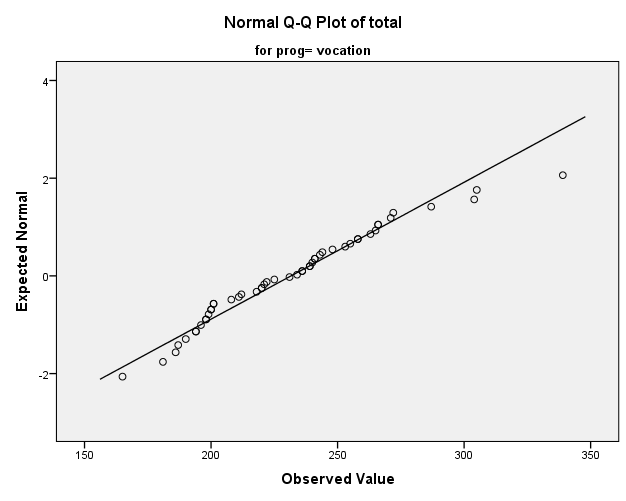 Normal Q-Q Plot of total
for prog= vocation
4
2
0
-2
Expected Normal
150
200
250
300
350
Observed Value